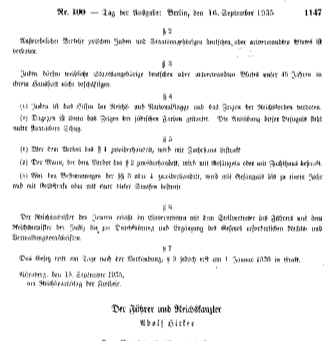 Nr. 100 — Tag der Ausgabe: Berlin, den 16. September 1935 1147
§ 2
Außerehelicher Verkehr zwischen Juden und Staatsangehörigen deutschen oder artverwandten Blutes ist
verboten.
§ 3
Juden dürfen weibliche Staatsangehörige deutschen oder artverwandten Blutes unter 45 Jahren in
ihrem Haushalt nicht beschäftigen.
§ 4
(1) Juden ist das Hissen der Reichs- und Nationalflagge und das Zeigen der Reichsfarben verboten.
(2) Dagegen ist ihnen das Zeigen der jüdischen Farben gestattet. Die Ausübung dieser Befugnis steht
unter staatlichem Schutz.
§ 5
(1) Wer dem Verbot des § 1 zuwiderhandelt, wird mit Zuchthaus bestraft.
(2) Der Mann, der dem Verbot des § 2 zuwiderhandelt, wird mit Gefängnis oder mit Zuchthaus bestraft.
(3) Wer den Bestimmungen der §§ 3 oder 4 zuwiderhandelt, wird mit Gefängnis bis zu einem Jahr
und mit Geldstrafe oder mit einer dieser Strafen bestraft.
§ 6
Der Reichsminister des Innern erläßt im Einvernehmen mit dem Stellvertreter des Führers und dem
Reichsminister der Justiz die zur Durchführung und Ergänzung des Gesetzes erforderlichen Rechts- und
Verwaltungsvorschriften.
§ 7
Das Gesetz tritt am Tage nach der Verkündung, § 3 jedoch erst am 1. Januar 1936 in Kraft.
Nürnberg, den 15. September 1935,
am Reichsparteitag der Freiheit.
Der Führer und Reichskanzler
Adolf Hitler